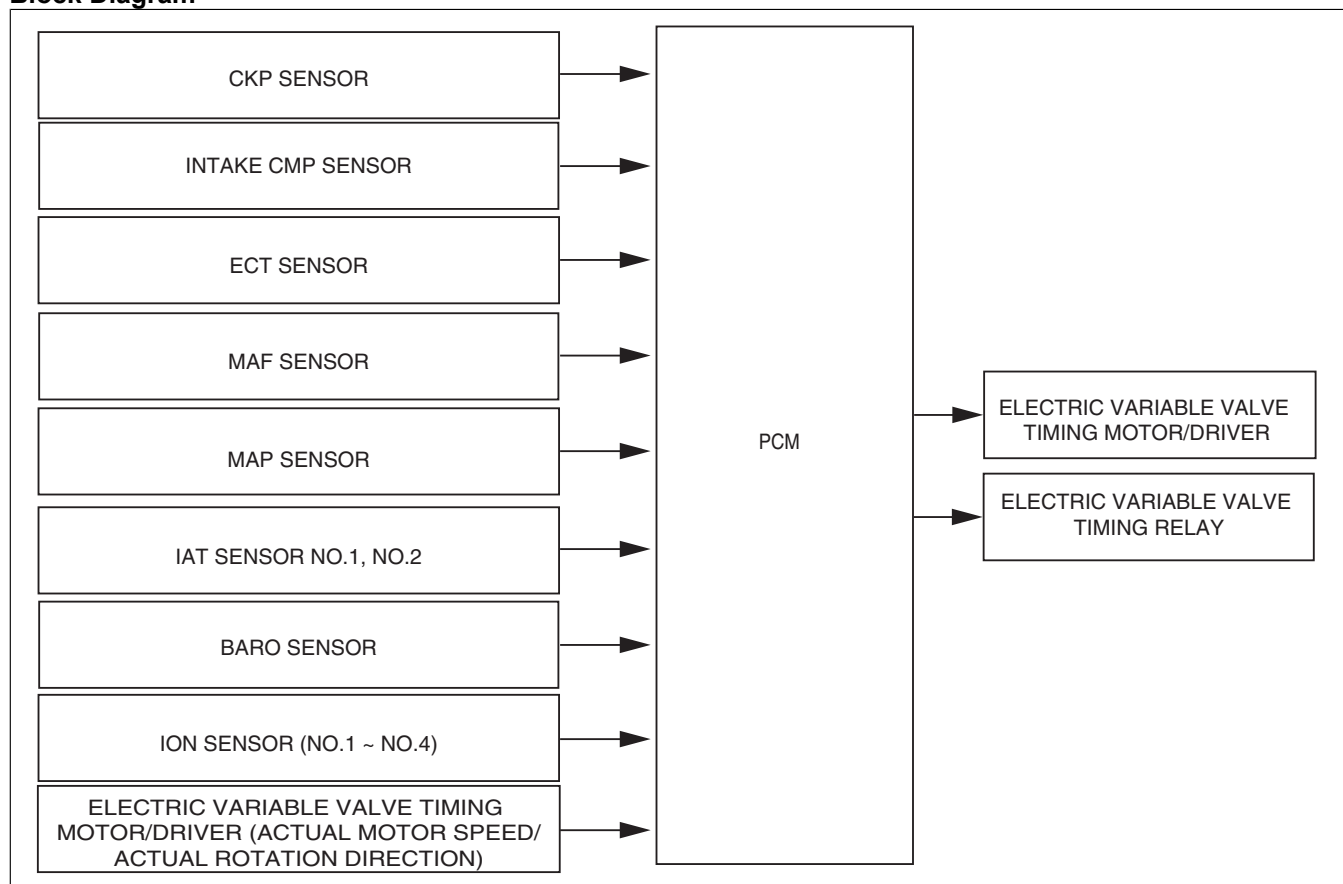 Block Diagram
CKP SENSOR
INTAKE CMP SENSOR
ECT SENSOR
MAF SENSOR
MAP SENSOR
IAT SENSOR NO.1, NO.2
BARO SENSOR
ION SENSOR (NO.1 ~ NO.4)
ELECTRIC VARIABLE VALVE TIMING
MOTOR/DRIVER (ACTUAL MOTOR SPEED/
ACTUAL ROTATION DIRECTION)
PCM
ELECTRIC VARIABLE VALVE
TIMING MOTOR/DRIVER
ELECTRIC VARIABLE VALVE
TIMING RELAY